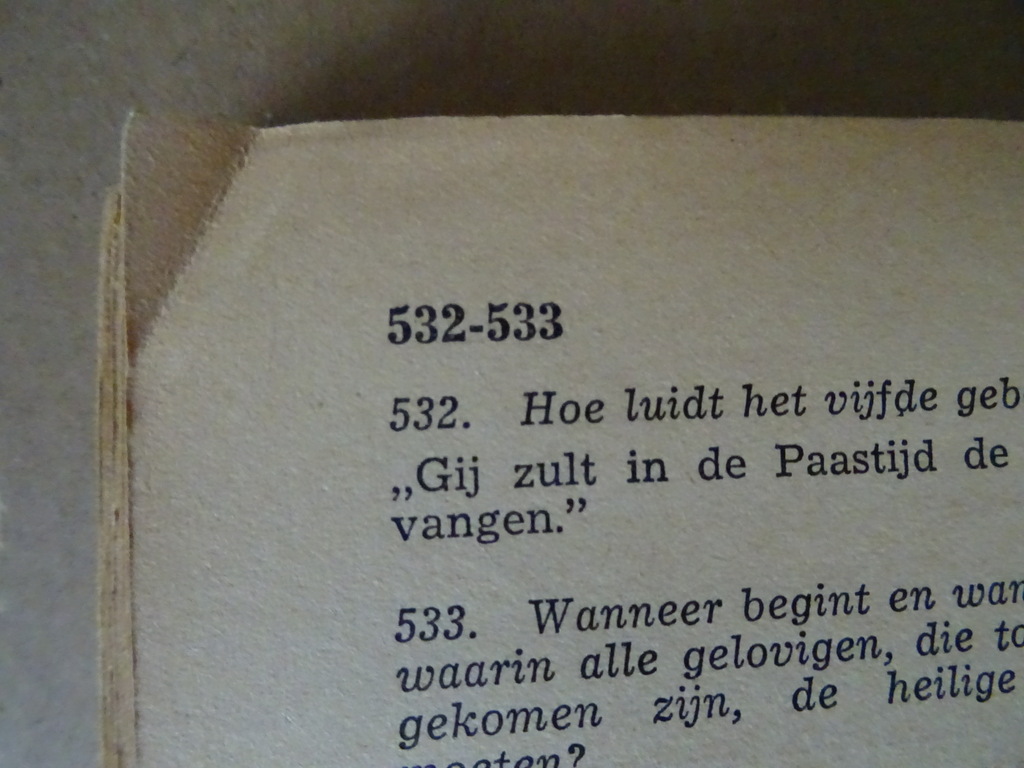 532-533
532. Hoe luidt het vijfde geb
„Gij zult in de Paastijd de
vangen.”
533. Wanneer begint en wan
waarin alle gelovigen, die to
gekomen zijn, de heilige
moeten?